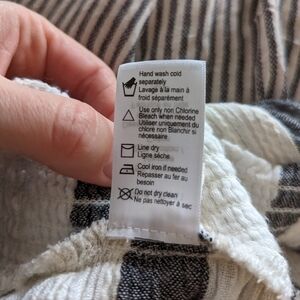 Hand wash cold
separately
Lavage à la main à
froid séparément
Use only non Chlorine
Bleach when needed
Utiliser uniquement du
chlore non Blanchir si
nécessaire
Line dry
Ligne sèche
Cool iron if needed
Repasser au fer au
besoin
Do not dry clean
Ne pas nettoyer à sec